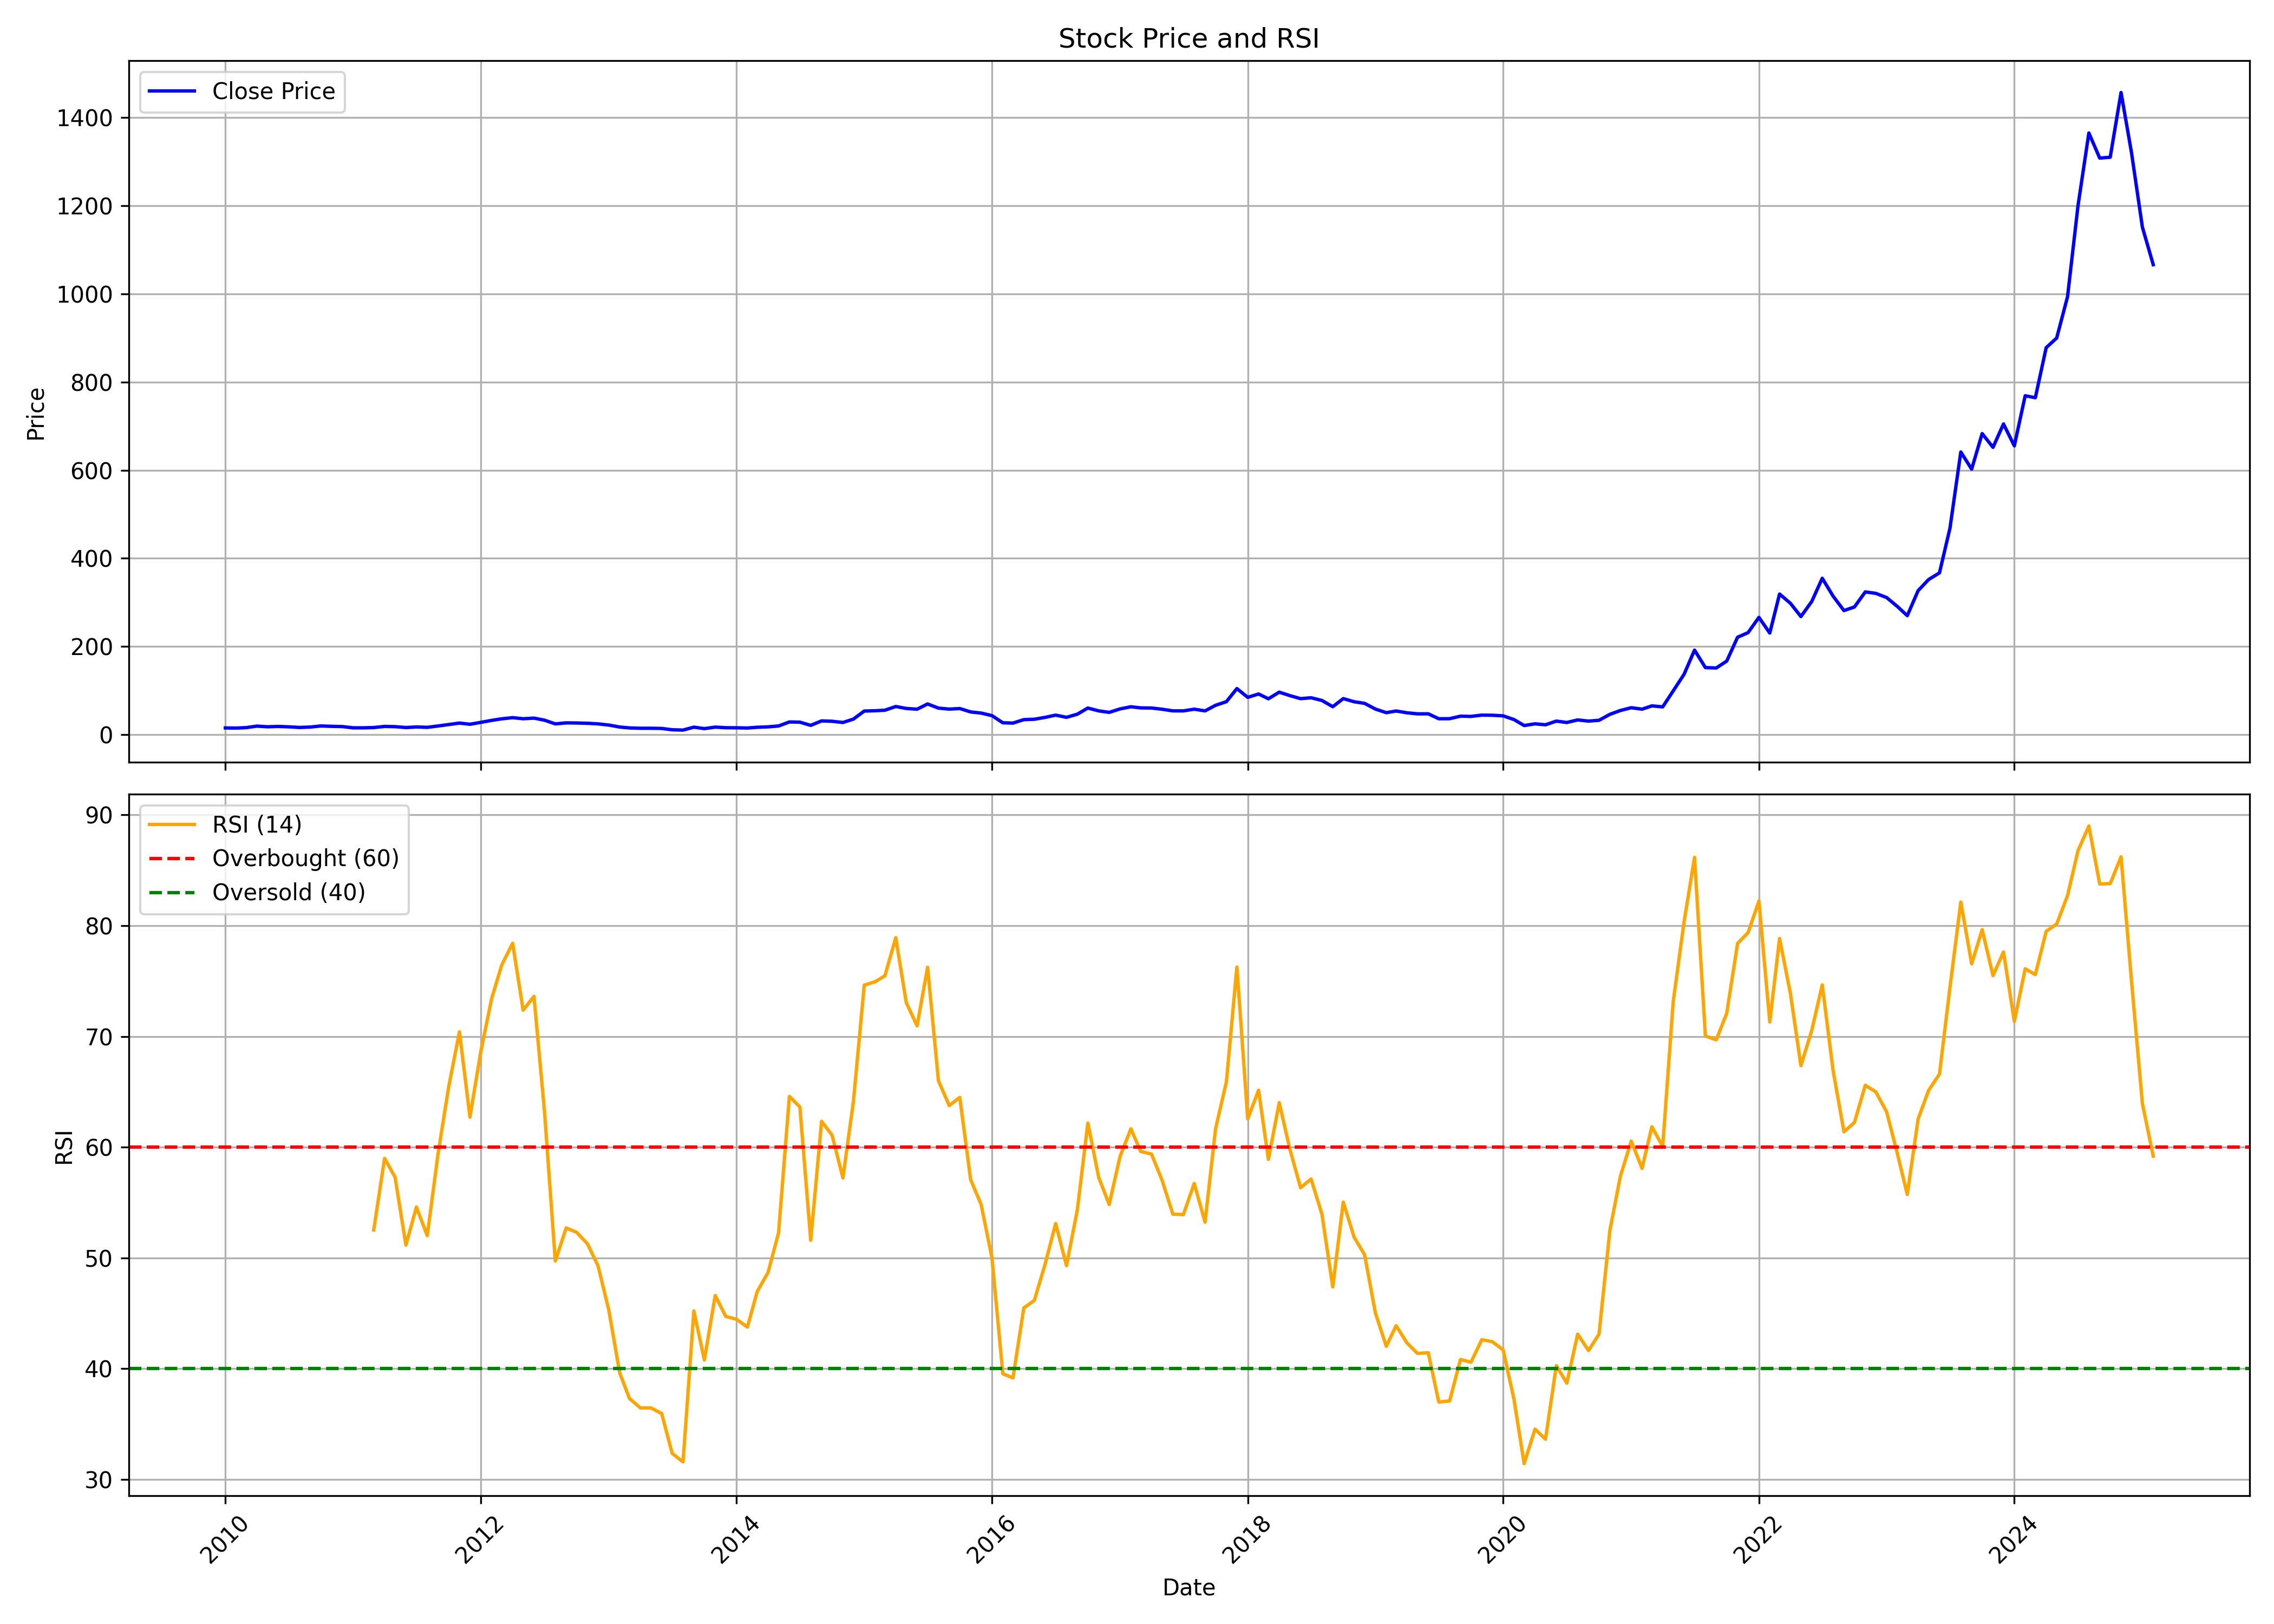 Stock Price and RSI
Close Price
1400
1200
1000
800
600
400
200
0
Price
RSI (14)
Overbought (60)
Oversold (40)
90
80
70
60
50
40
30
RSI
2010
2012
2014
2016
2018
2020
2022
2024
Date